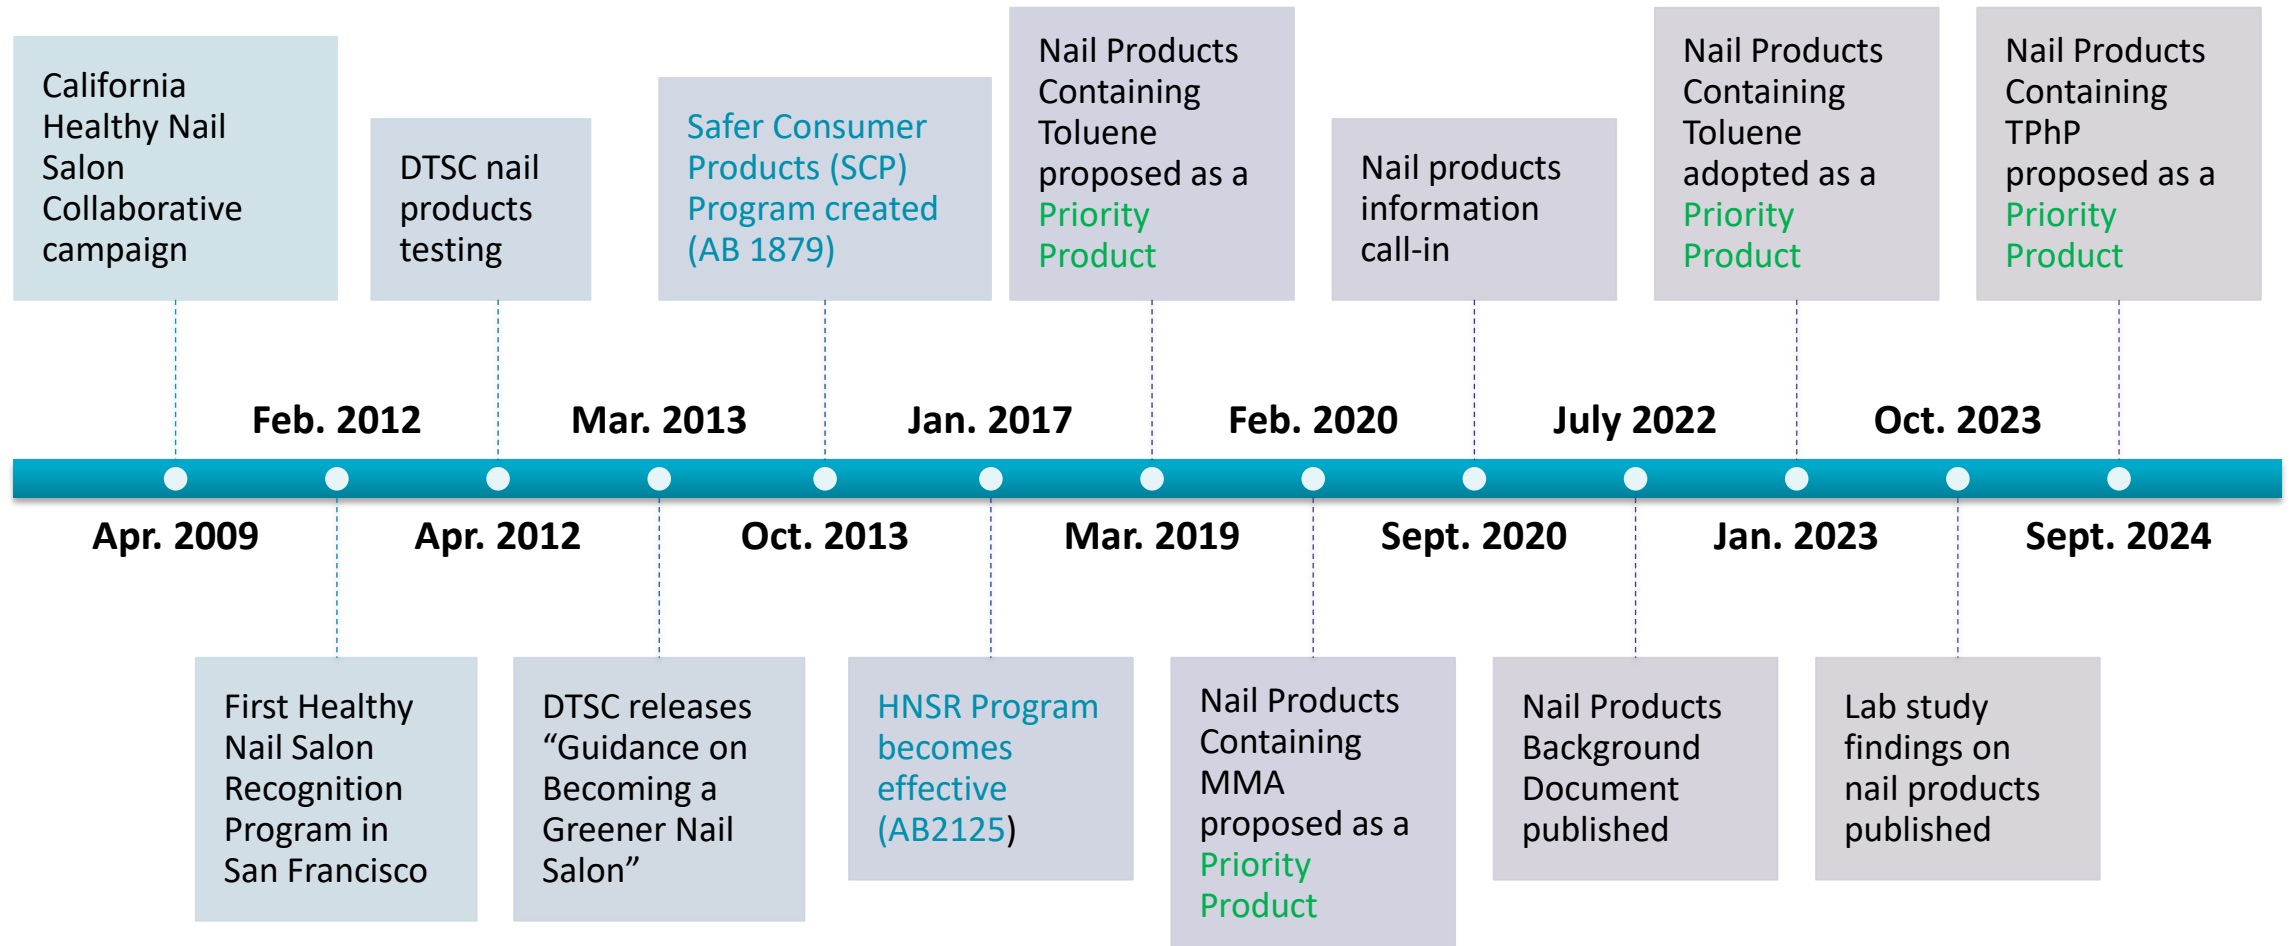 California
Healthy Nail
Salon
Collaborative
campaign
DTSC nail
products
testing
Safer Consumer
Products (SCP)
Program created
(AB 1879)
Nail Products
Containing
Toluene
proposed as a
Priority
Product
Nail products
information
call-in
Nail Products
Containing
Toluene
adopted as a
Priority
Product
Nail Products
Containing
TPhP
proposed as a
Priority
Product
Feb. 2012
Mar. 2013
Jan. 2017
Feb. 2020
July 2022
Oct. 2023
Apr. 2009
Apr. 2012
Oct. 2013
Mar. 2019
Sept. 2020
Jan. 2023
Sept. 2024
First Healthy
Nail Salon
Recognition
Program in
San Francisco
DTSC releases
“Guidance on
Becoming a
Greener Nail
Salon”
HNSR Program
becomes
effective
(AB2125)
Nail Products
Containing
MMA
proposed as a
Priority
Product
Nail Products
Background
Document
published
Lab study
findings on
nail products
published